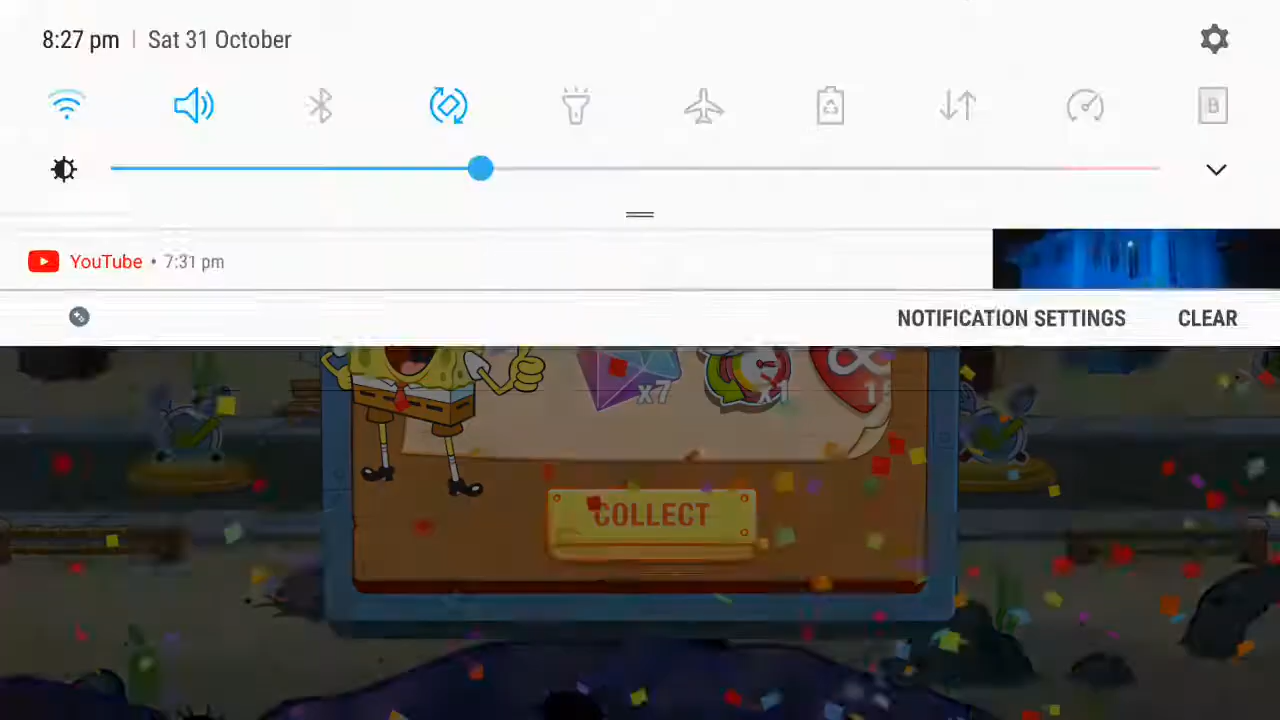 8:27 pm | Sat 31 October
B
YouTube • 7:31 pm
NOTIFICATION SETTINGS CLEAR
x7 x1
COLLECT